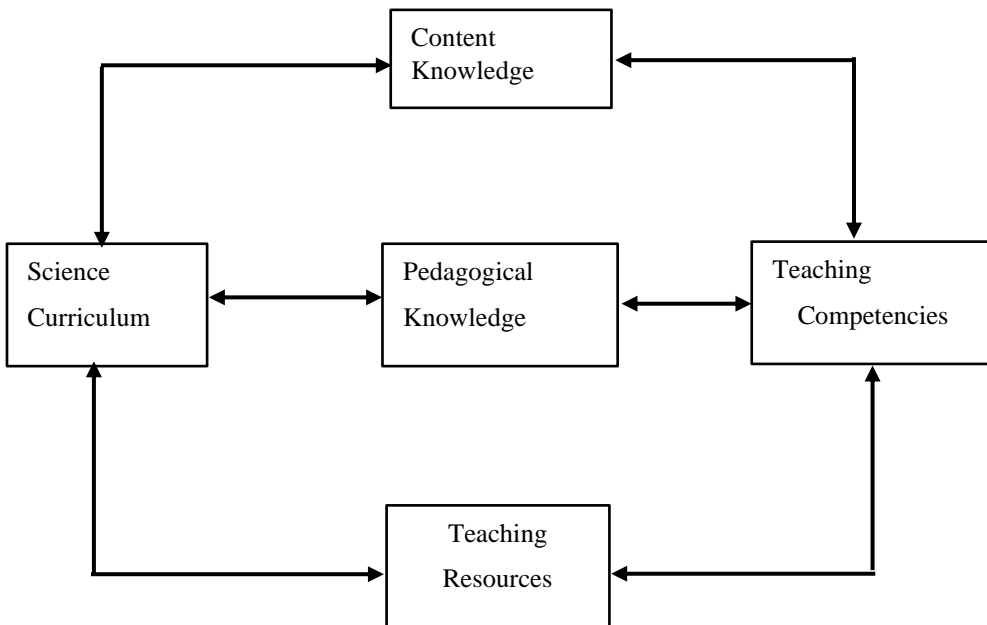 Content
Knowledge
Science
Curriculum
Pedagogical
Knowledge
Teaching
Competencies
Teaching
Resources